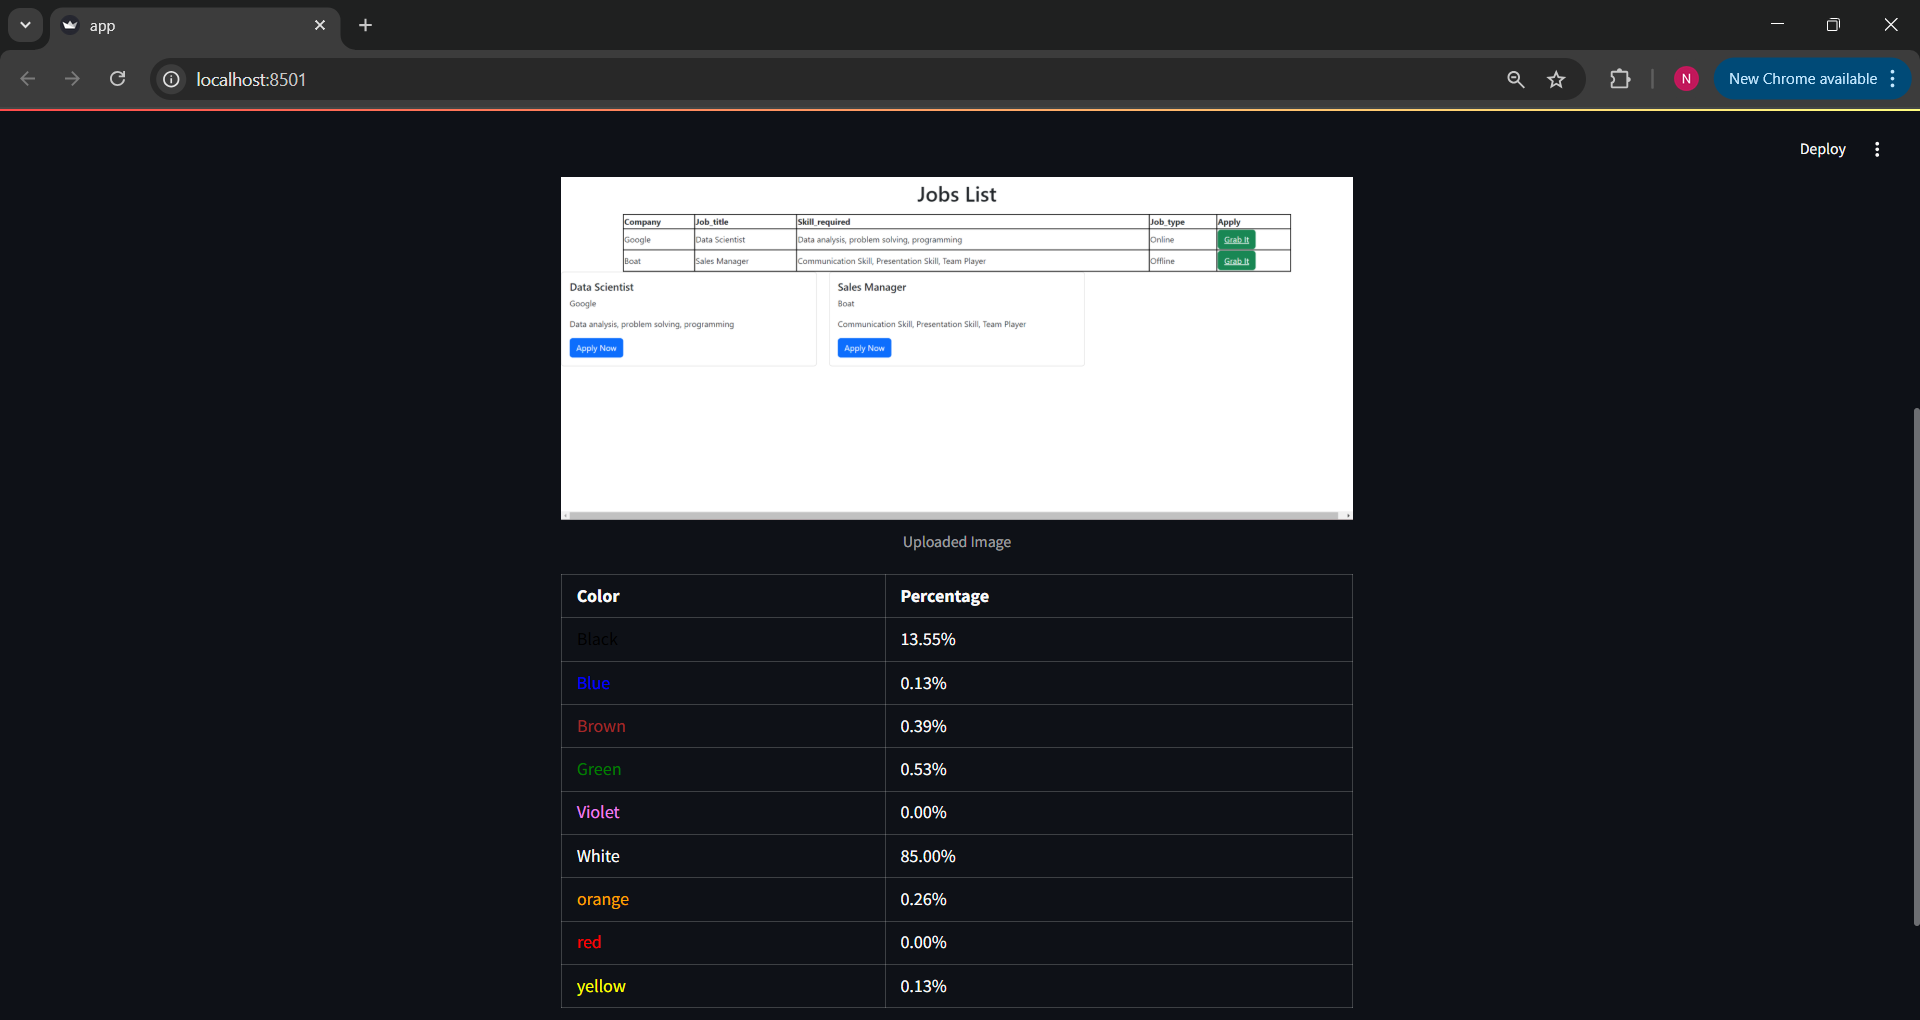 app
localhost:8501
N
New Chrome available
Deploy
Jobs List
Company Job_title Skill_required Job_type Apply
Google Data Scientist Data analysis, problem solving, programming Online Grab It
Boat Sales Manager Communication Skill, Presentation Skill, Team Player Offline Grab It
Data Scientist
Google
Data analysis, problem solving, programming
Apply Now
Sales Manager
Boat
Communication Skill, Presentation Skill, Team Player
Apply Now
Uploaded Image
Color Percentage
Black 13.55%
Blue 0.13%
Brown 0.39%
Green 0.53%
Violet 0.00%
White 85.00%
orange 0.26%
red 0.00%
yellow 0.13%